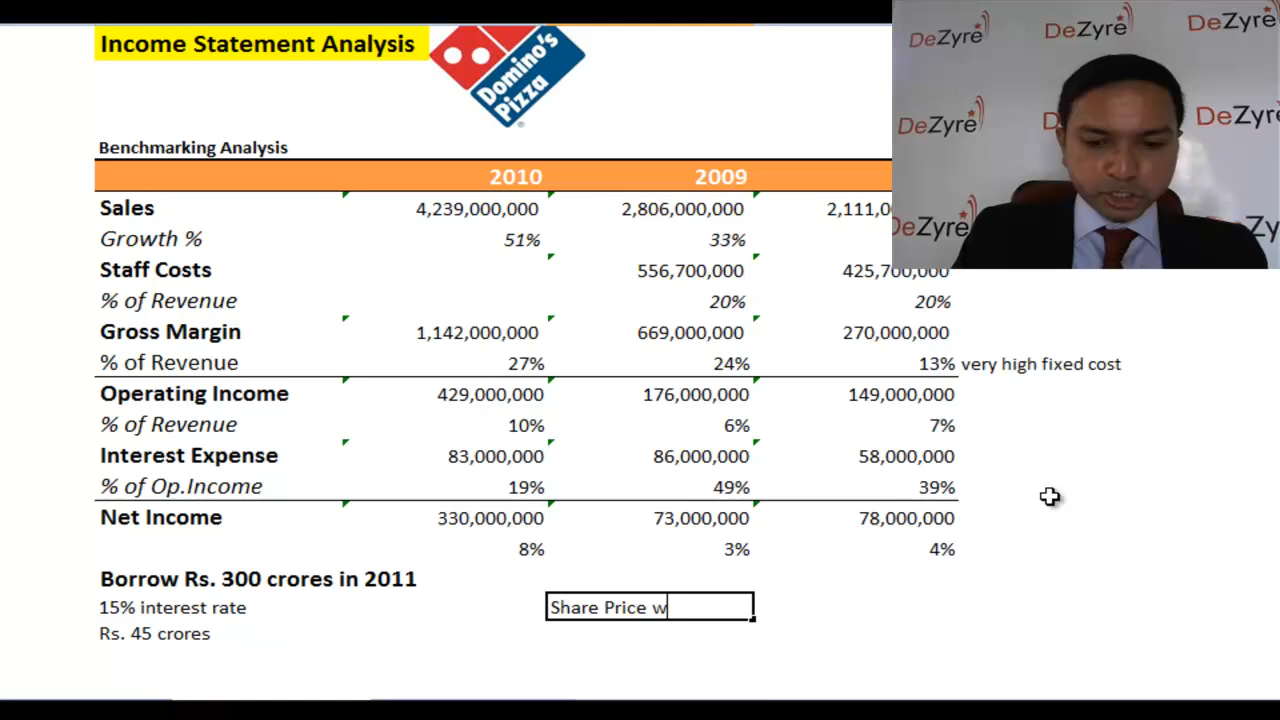 Income Statement Analysis
Domino's
Pizza
DeZyre DeZyre DeZyre
DeZyre DeZyre
DeZyre
Benchmarking Analysis
2010 2009
Sales 4,239,000,000 2,806,000,000 2,111,0
Growth % 51% 33%
Staff Costs 556,700,000 425,700,000
% of Revenue 20% 20%
Gross Margin 1,142,000,000 669,000,000 270,000,000
% of Revenue 27% 24% 13% very high fixed cost
Operating Income 429,000,000 176,000,000 149,000,000
% of Revenue 10% 6% 7%
Interest Expense 83,000,000 86,000,000 58,000,000
% of Op.Income 19% 49% 39%
Net Income 330,000,000 73,000,000 78,000,000
8% 3% 4%
Borrow Rs. 300 crores in 2011
15% interest rate Share Price w
Rs. 45 crores